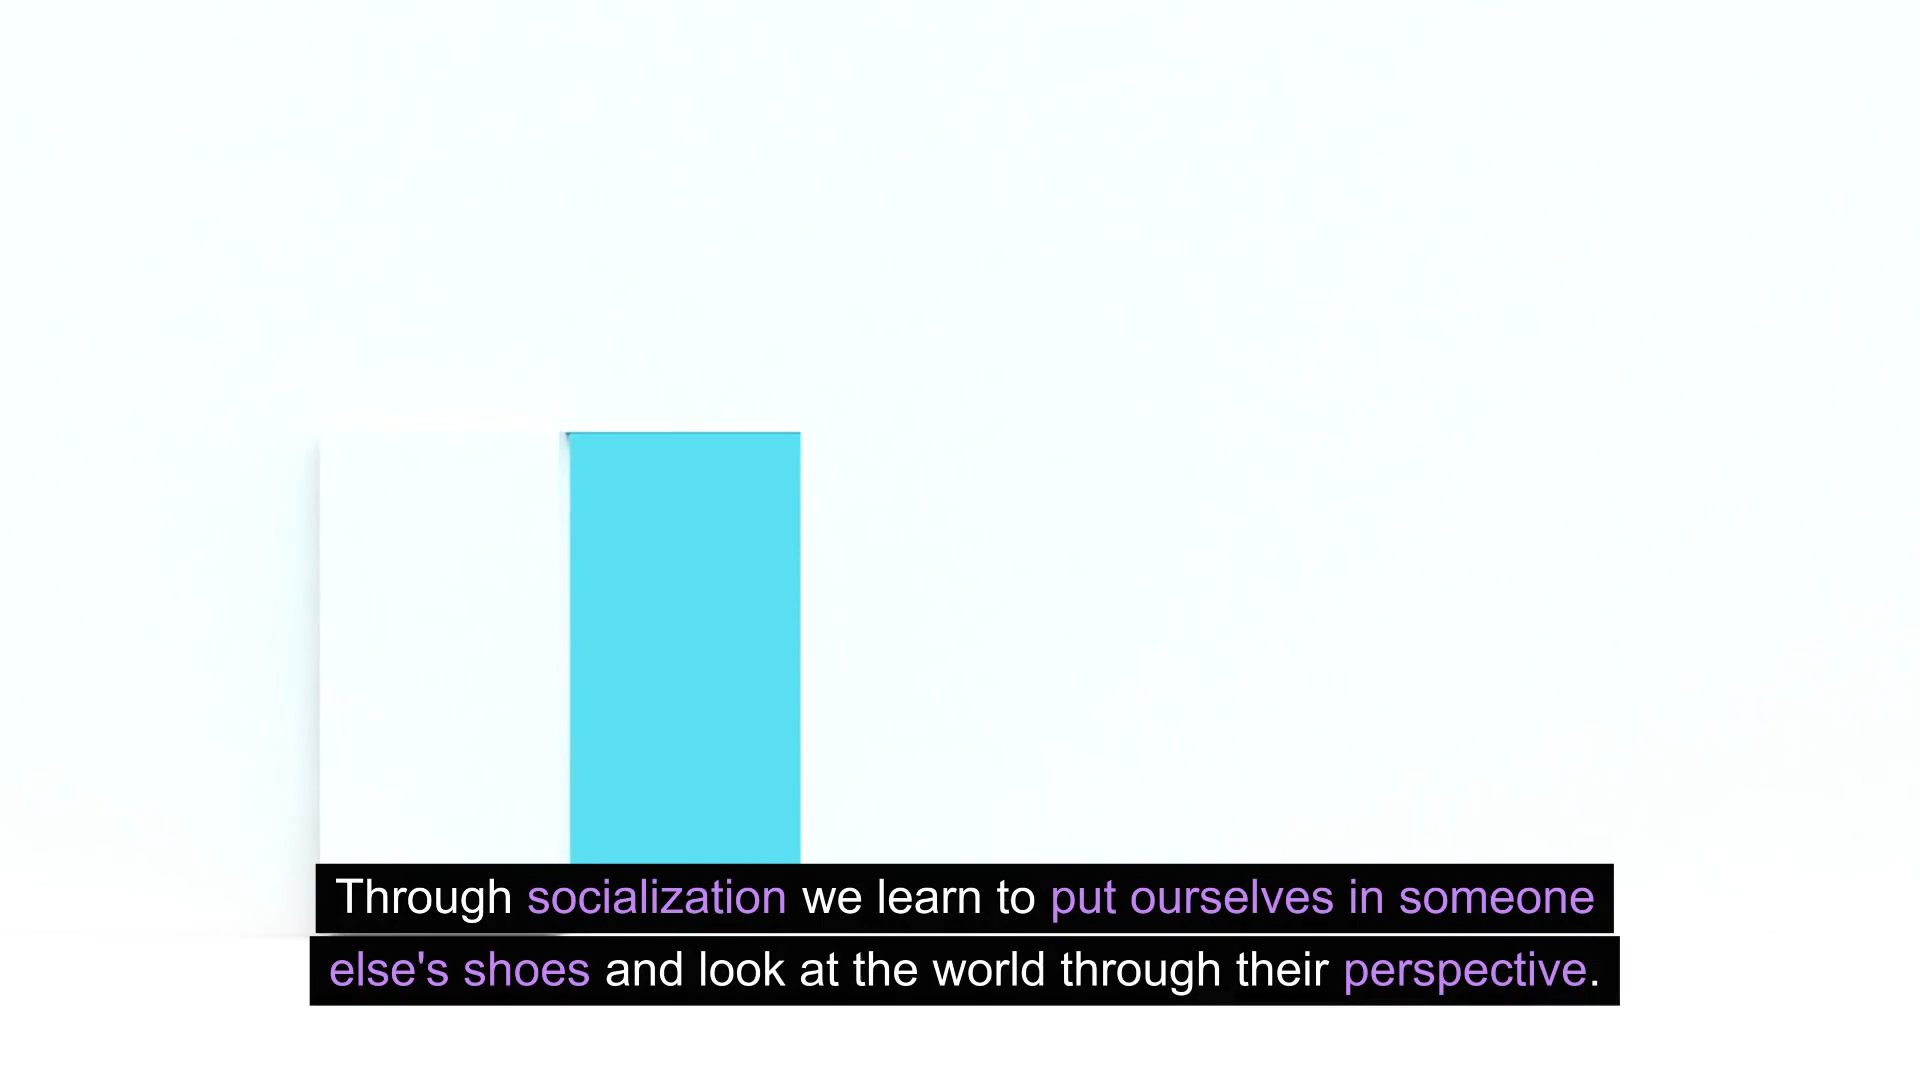 Through socialization we learn to put ourselves in someone
else's shoes and look at the world through their perspective.